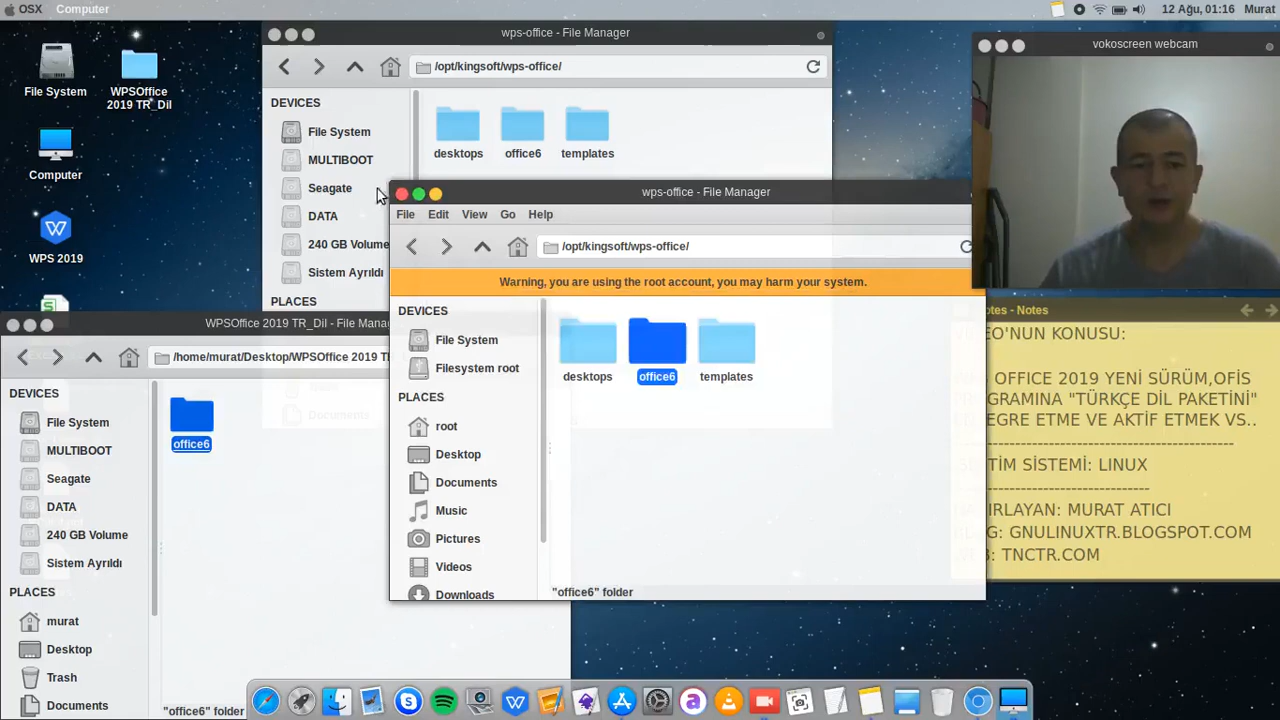 OSX Computer
12 Ağu, 01:16 Murat
File System
WPSOffice
2019 TR_Dil
Computer
WPS 2019
wps-office - File Manager
/opt/kingsoft/wps-office/
DEVICES
File System
MULTIBOOT
Seagate
DATA
240 GB Volume
Sistem Ayrıldı
PLACES
Documents
desktops
office6
templates
vokoscreen webcam
wps-office - File Manager
File Edit View Go Help
/opt/kingsoft/wps-office/
Warning, you are using the root account, you may harm your system.
DEVICES
File System
Filesystem root
PLACES
root
Desktop
Documents
Music
Pictures
Videos
Downloads
desktops
office6
templates
"office6" folder
WPSOffice 2019 TR_Dil - File Mana
/home/murat/Desktop/WPSOffice 2019 T
DEVICES
File System
MULTIBOOT
Seagate
DATA
240 GB Volume
Sistem Ayrıldı
PLACES
murat
Desktop
Trash
Documents
office6
"office6" folder
- Notes
VİDEO'NUN KONUSU:
OFFICE 2019 YENİ SÜRÜM,OFİS
PROGRAMINA "TÜRKÇE DİL PAKETİNİ"
EGRE ETME VE AKTİF ETMEK VS..
--------------------------------------------
SİSTEMİ: LINUX
--------------------------------
MURAT ATICI
GNULINUXTR.BLOGSPOT.COM
TNCTR.COM